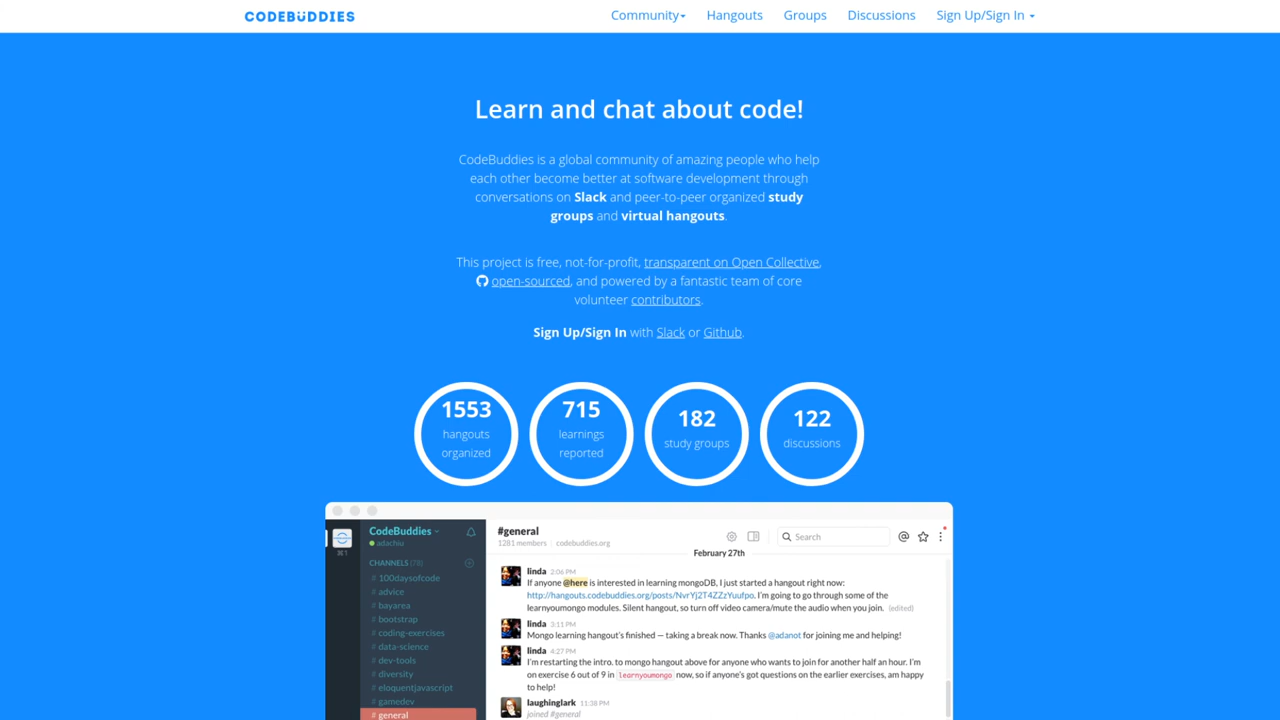 CODEBUDDIES
Community
Hangouts
Groups
Discussions
Sign Up/Sign In
Learn and chat about code!
CodeBuddies is a global community of amazing people who help
each other become better at software development through
conversations on Slack and peer-to-peer organized study
groups and virtual hangouts.
This project is free, not-for-profit, transparent on Open Collective,
open-sourced, and powered by a fantastic team of core
volunteer contributors.
Sign Up/Sign In with Slack or Github.
1553
hangouts
organized
715
learnings
reported
182
study groups
122
discussions
⌘1
CodeBuddies
adachiu
CHANNELS (78)
# 100daysofcode
# advice
# bayarea
# bootstrap
# coding-exercises
# data-science
# dev-tools
# diversity
# eloquentjavascript
# gamedev
# general
#general
1281 members | codebuddies.org
Search
February 27th
linda 2:06 PM
If anyone @here is interested in learning mongoDB, I just started a hangout right now:
http://hangouts.codebuddies.org/posts/NvrYj2T4ZZzYuufpo. I'm going to go through some of the
learnyoumongo modules. Silent hangout, so turn off video camera/mute the audio when you join. (edited)
linda 3:11 PM
Mongo learning hangout's finished — taking a break now. Thanks @adanot for joining me and helping!
linda 4:27 PM
I'm restarting the intro. to mongo hangout above for anyone who wants to join for another half an hour. I'm
on exercise 6 out of 9 in learnyoumongo now, so if anyone's got questions on the earlier exercises, am happy
to help!
laughinglark 11:38 PM
joined #general